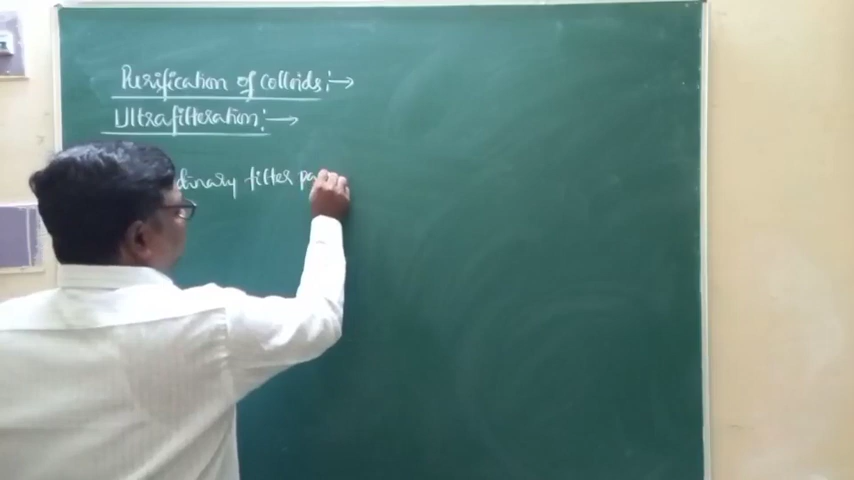 Purification of Colloids:→
Ultrafilteration:→
dinary filter pa